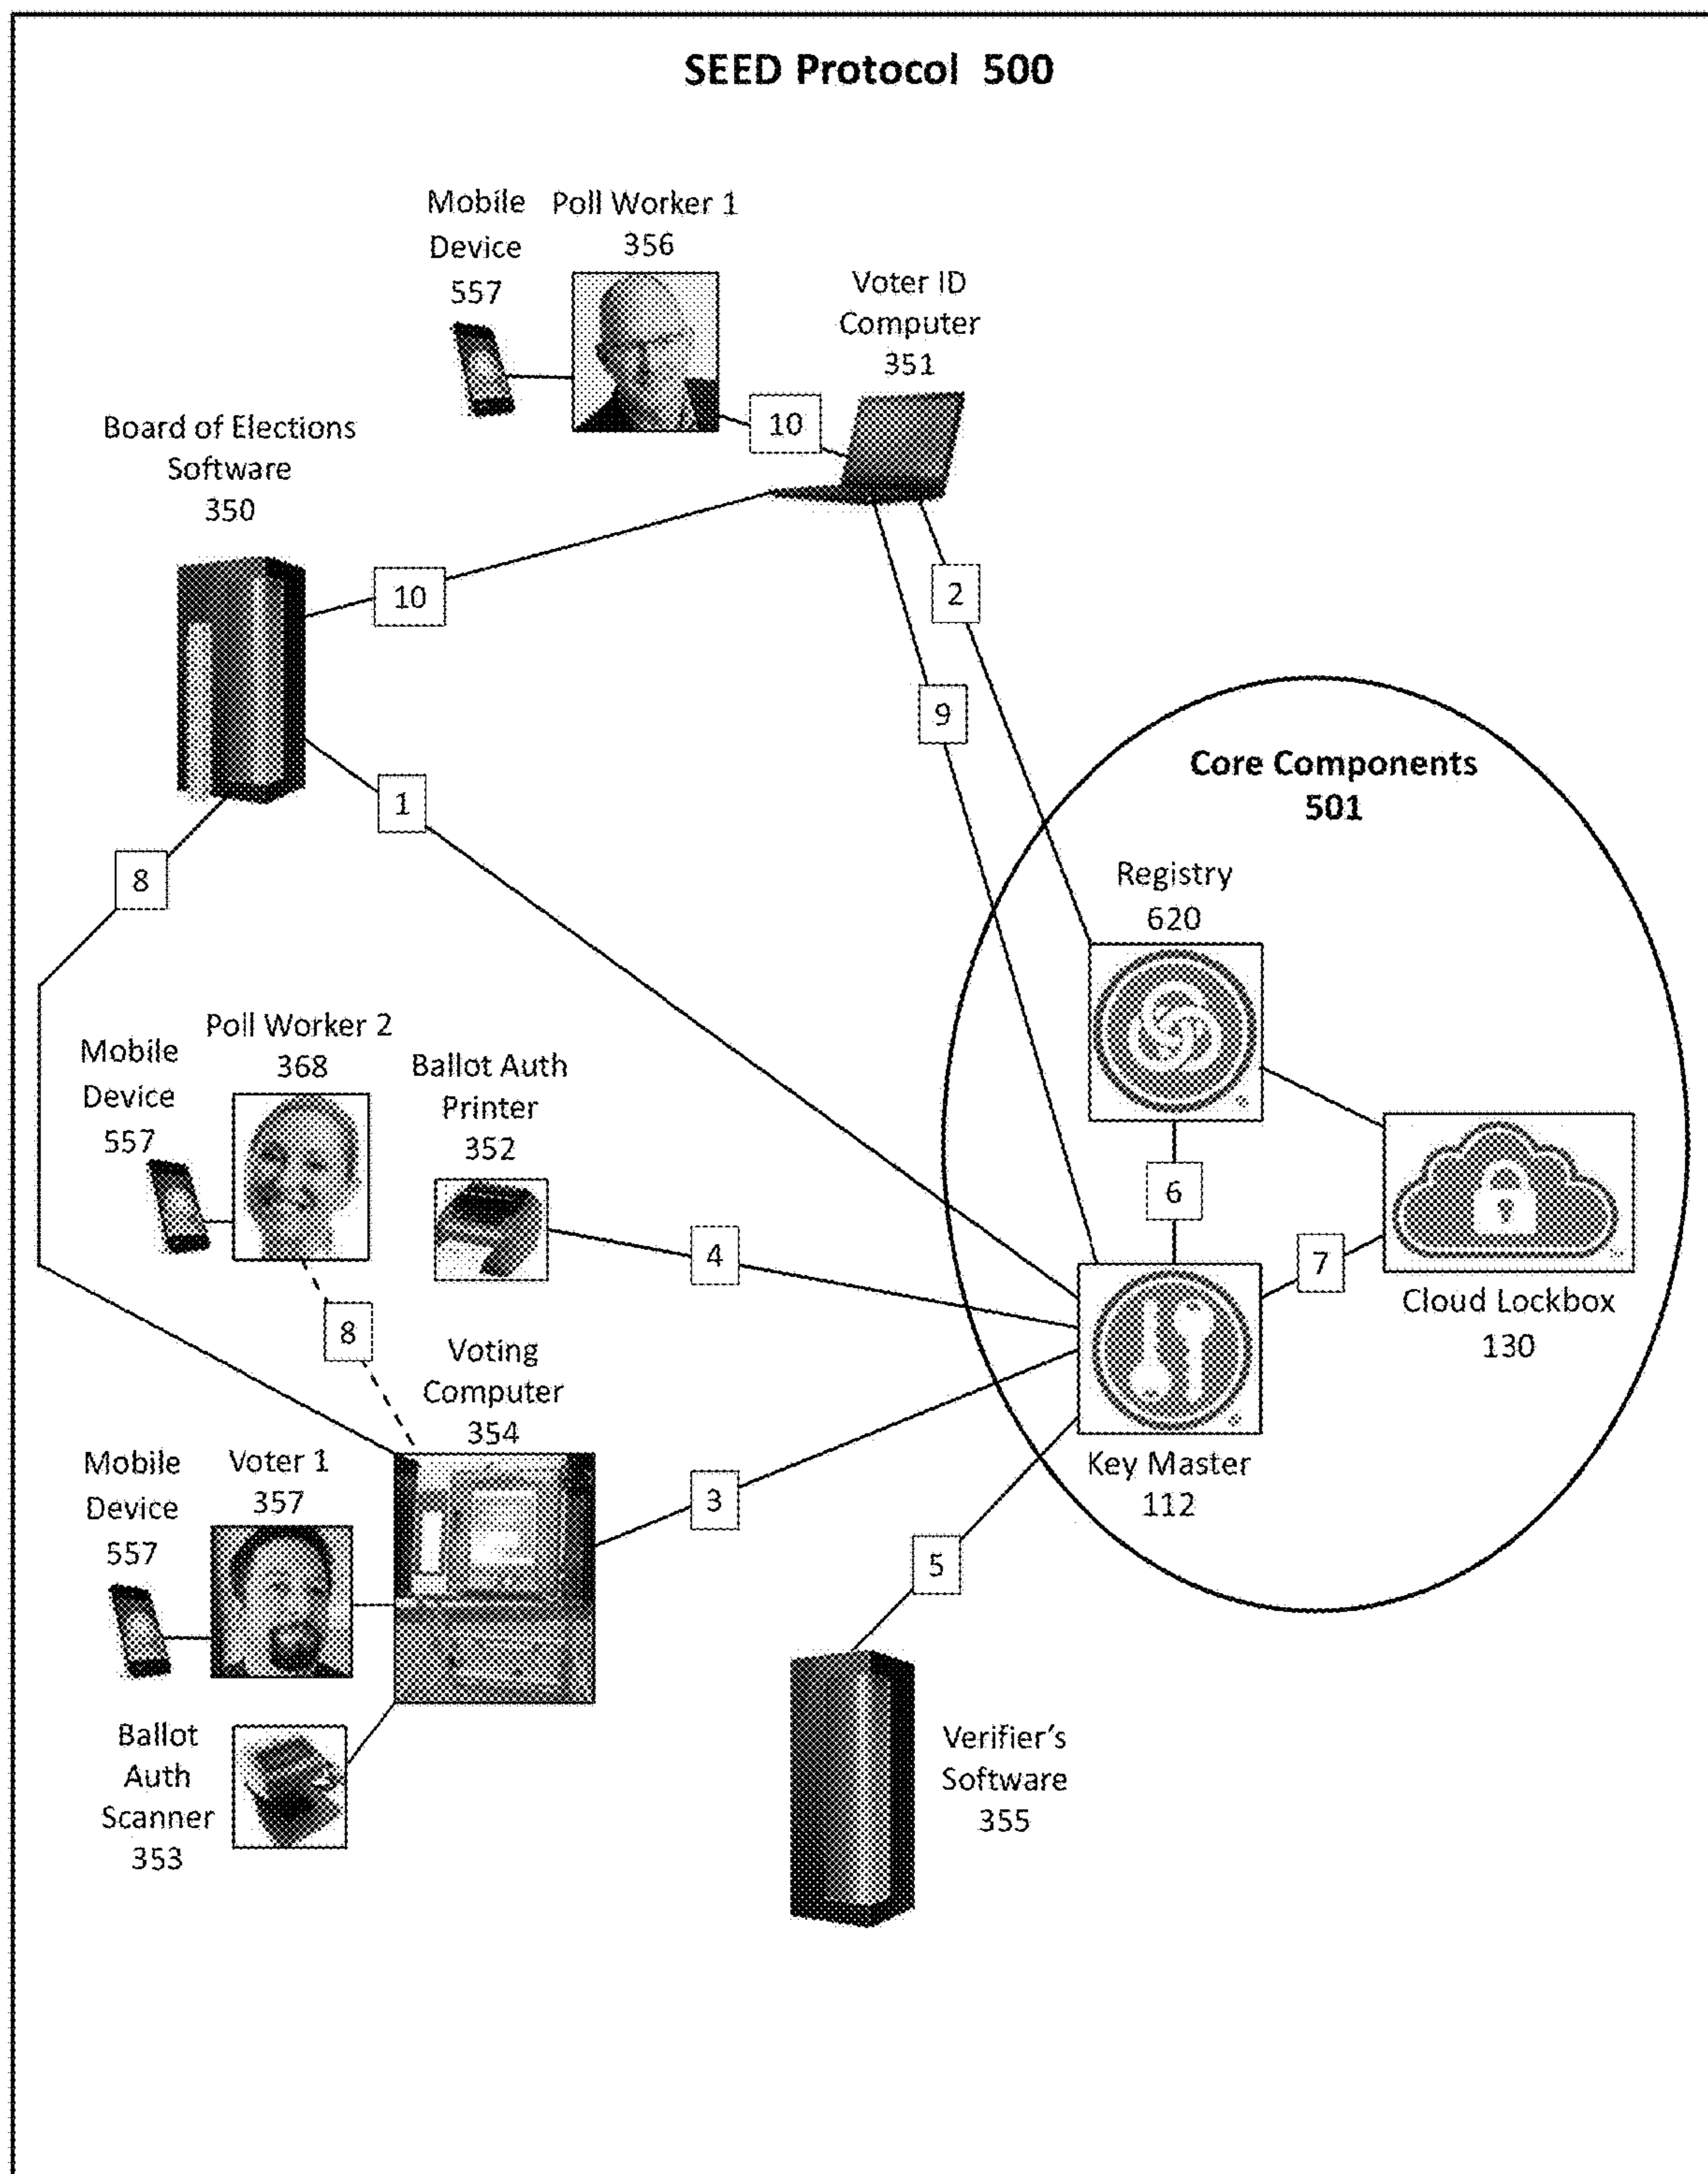 SEED Protocol 500
Mobile
Device
557
Poll Worker 1
356
Voter ID
Computer
351
10
Board of Elections
Software
350
10
2
9
1
8
Core Components
501
Registry
620
Poll Worker 2
368
Mobile
Device
557
Ballot Auth
Printer
352
6
4
7
Cloud Lockbox
130
8
Voting
Computer
354
Key Master
112
Mobile
Device
557
Voter 1
357
3
5
Ballot
Auth
Scanner
353
Verifier's
Software
355